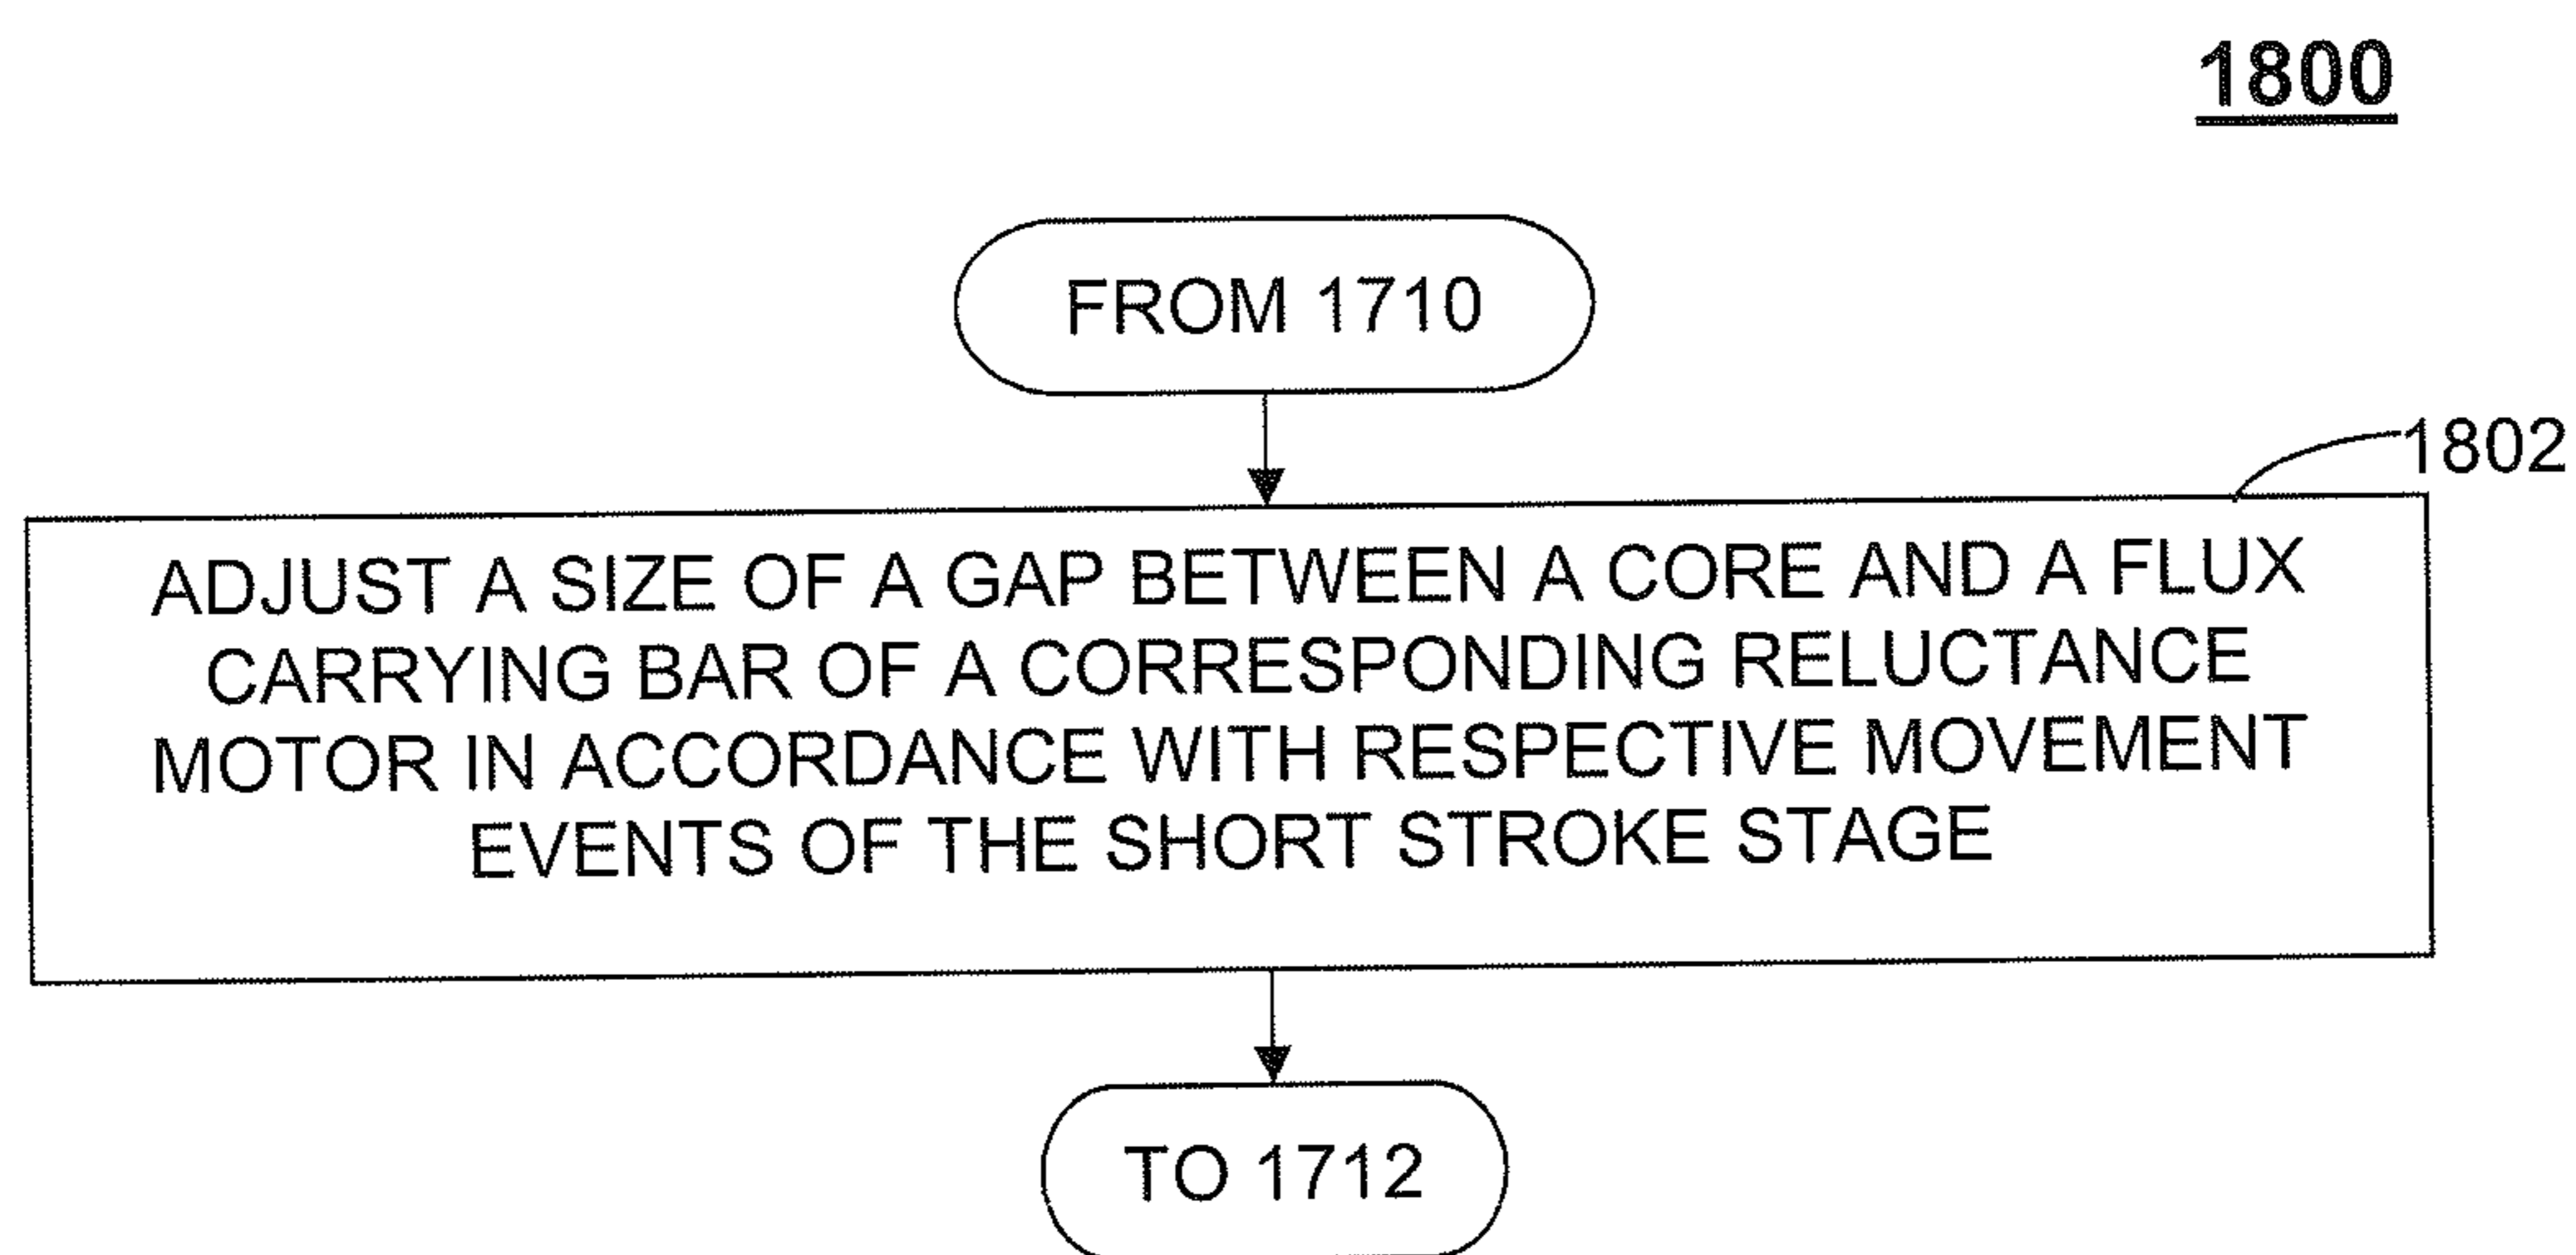 1800
FROM 1710
1802
ADJUST A SIZE OF A GAP BETWEEN A CORE AND A FLUX
CARRYING BAR OF A CORRESPONDING RELUCTANCE
MOTOR IN ACCORDANCE WITH RESPECTIVE MOVEMENT
EVENTS OF THE SHORT STROKE STAGE
TO 1712